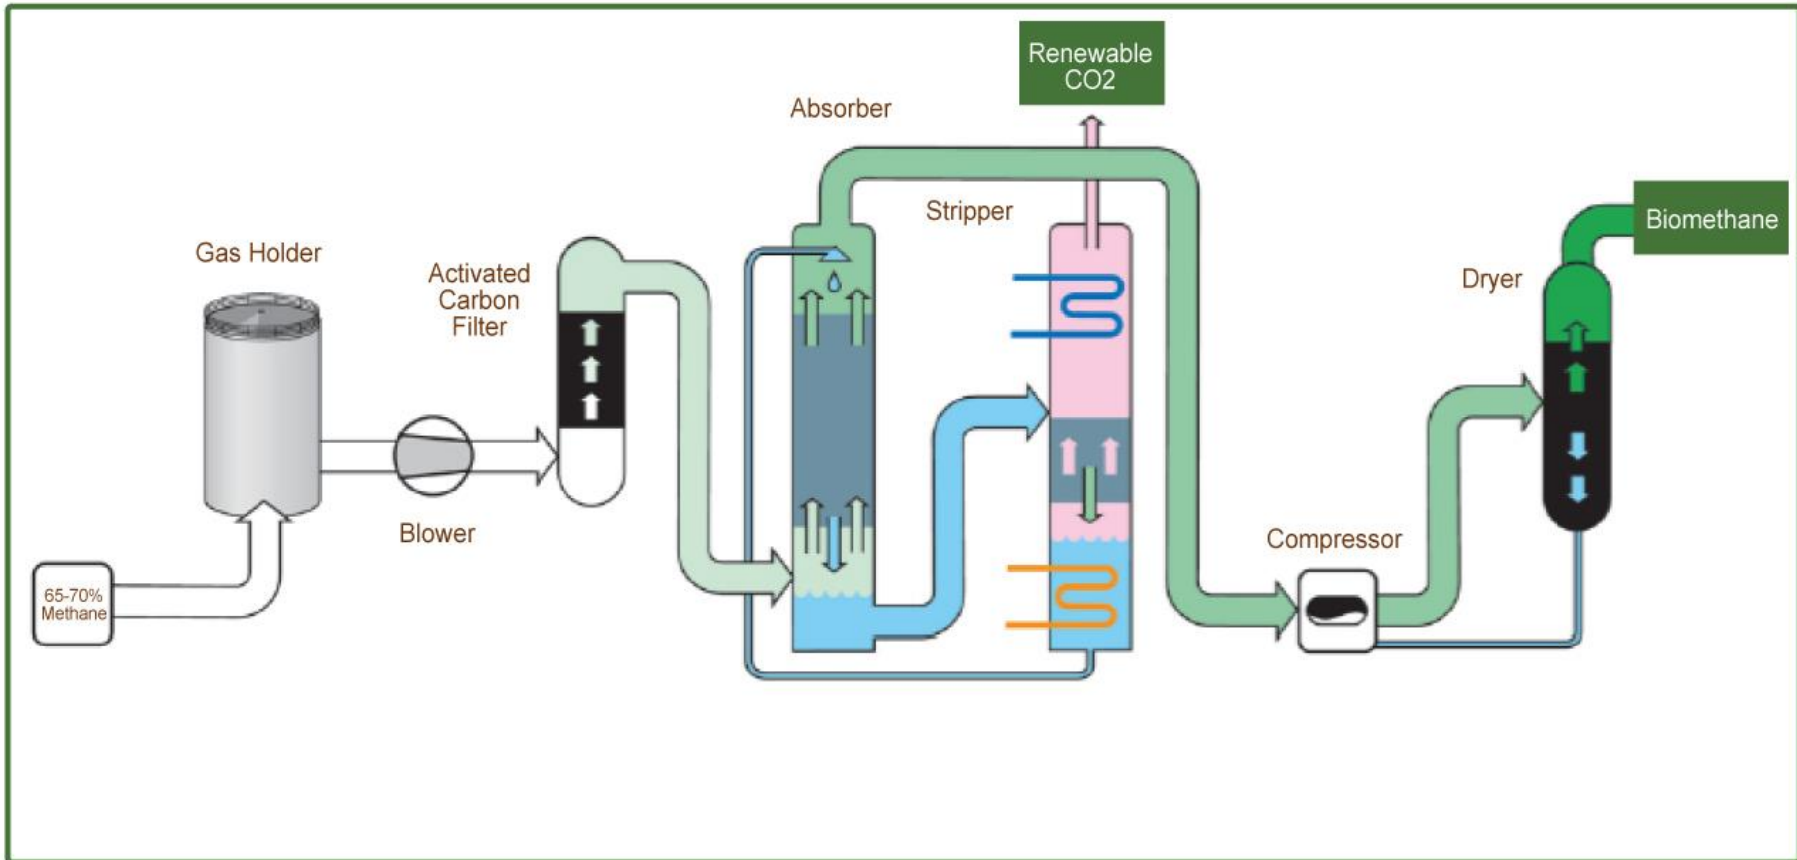 Renewable
CO2
Absorber
Stripper
Biomethane
Gas Holder
Activated
Carbon
Filter
Dryer
Blower
Compressor
65-70%
Methane